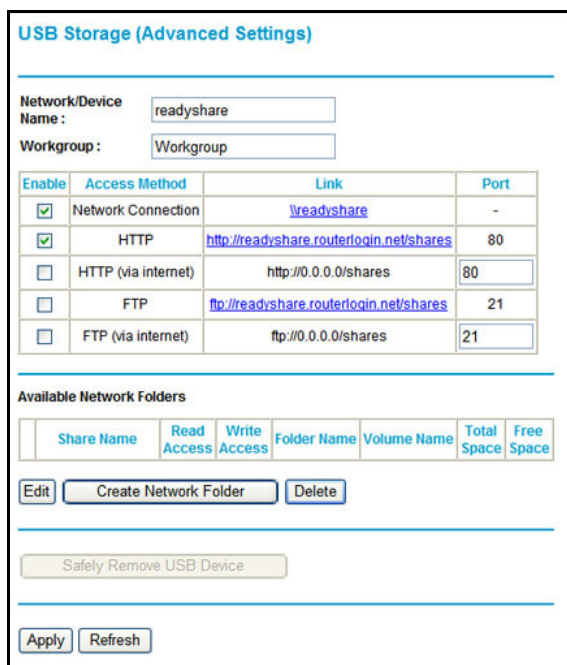 USB Storage (Advanced Settings)
Network/Device
Name : readyshare
Workgroup : Workgroup
Enable Access Method Link Port
Network Connection \\readyshare -
HTTP http://readyshare.routerlogin.net/shares 80
HTTP (via internet) http://0.0.0.0/shares 80
FTP ftp://readyshare.routerlogin.net/shares 21
FTP (via internet) ftp://0.0.0.0/shares 21
Available Network Folders
Share Name Read Access Write Access Folder Name Volume Name Total Space Free Space
Edit Create Network Folder Delete
Safely Remove USB Device
Apply Refresh